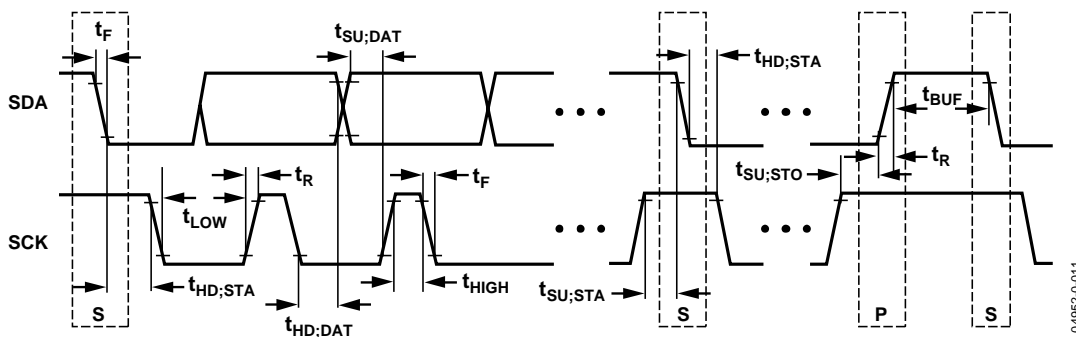 tF
tSU;DAT
tHD;STA
SDA
tBUF
tR
tSU;STO
tR
tF
tLOW
SCK
tHD;STA
tHIGH
tSU;STA
tHD;DAT
S
S
P
S
04952-0-011